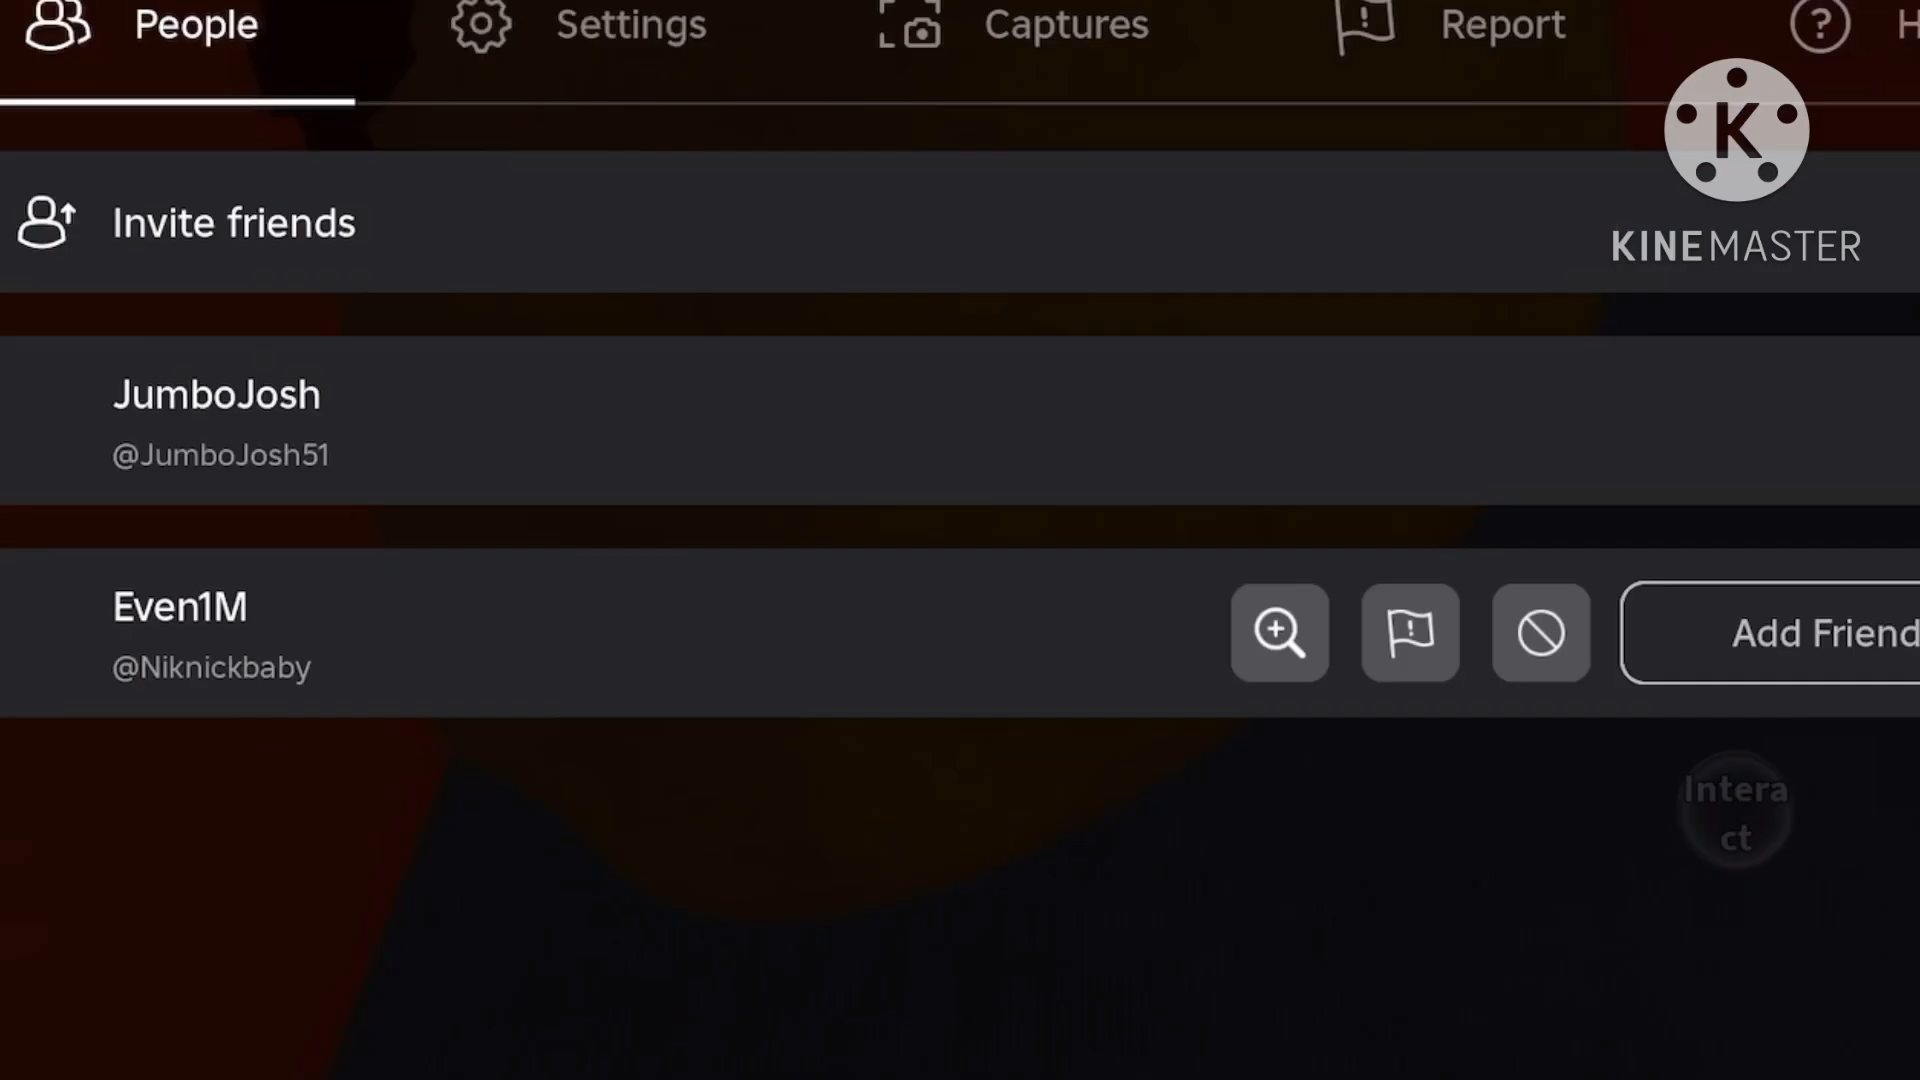 People
Settings
Captures
Report
H
Invite friends
KINEMASTER
JumboJosh
@JumboJosh51
Even1M
@Niknickbaby
Add Friend
Intera
ct